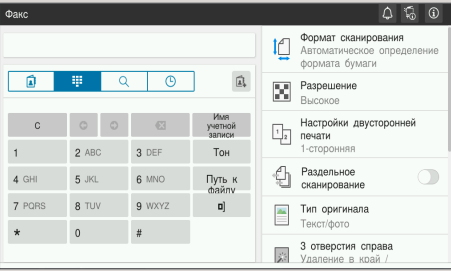 Факс
Формат сканирования
Автоматическое определение
формата бумаги
Разрешение
Высокое
Настройки двусторонней
печати
1-сторонняя
Раздельное
сканирование
Тип оригинала
Текст/фото
3 отверстия справа
Удаление в край /
C
Имя
учетной
записи
1
2 ABC
3 DEF
Тон
4 GHI
5 JKL
6 MNO
Путь к
файлу
7 PQRS
8 TUV
9 WXYZ
*
0
#